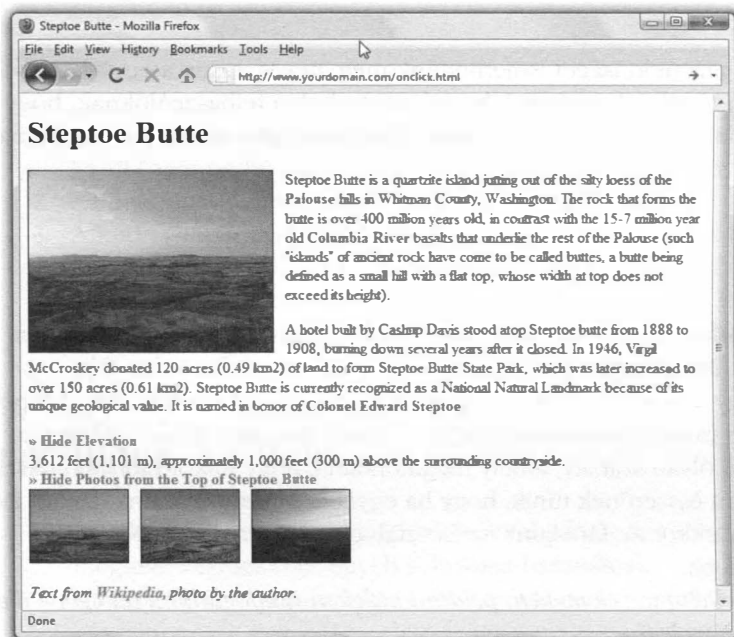 Steptoe Butte - Mozilla Firefox
File Edit View History Bookmarks Tools Help
http://www.yourdomain.com/onclick.html
Steptoe Butte
Steptoe Butte is a quartzite island jutting out of the silty loess of the
Palouse hills in Whitman County, Washington. The rock that forms the
butte is over 400 million years old, in contrast with the 15-7 million year
old Columbia River basalts that underlie the rest of the Palouse (such
"islands" of ancient rock have come to be called buttes, a butte being
defined as a small hill with a flat top, whose width at top does not
exceed its height).
A hotel built by Cashup Davis stood atop Steptoe butte from 1888 to
1908, burning down several years after it closed. In 1946, Virgil
McCroskey donated 120 acres (0.49 km2) of land to form Steptoe Butte State Park, which was later increased to
over 150 acres (0.61 km2). Steptoe Butte is currently recognized as a National Natural Landmark because of its
unique geological value. It is named in honor of Colonel Edward Steptoe
» Hide Elevation
3,612 feet (1,101 m), approximately 1,000 feet (300 m) above the surrounding countryside.
» Hide Photos from the Top of Steptoe Butte
Text from Wikipedia, photo by the author.
Done